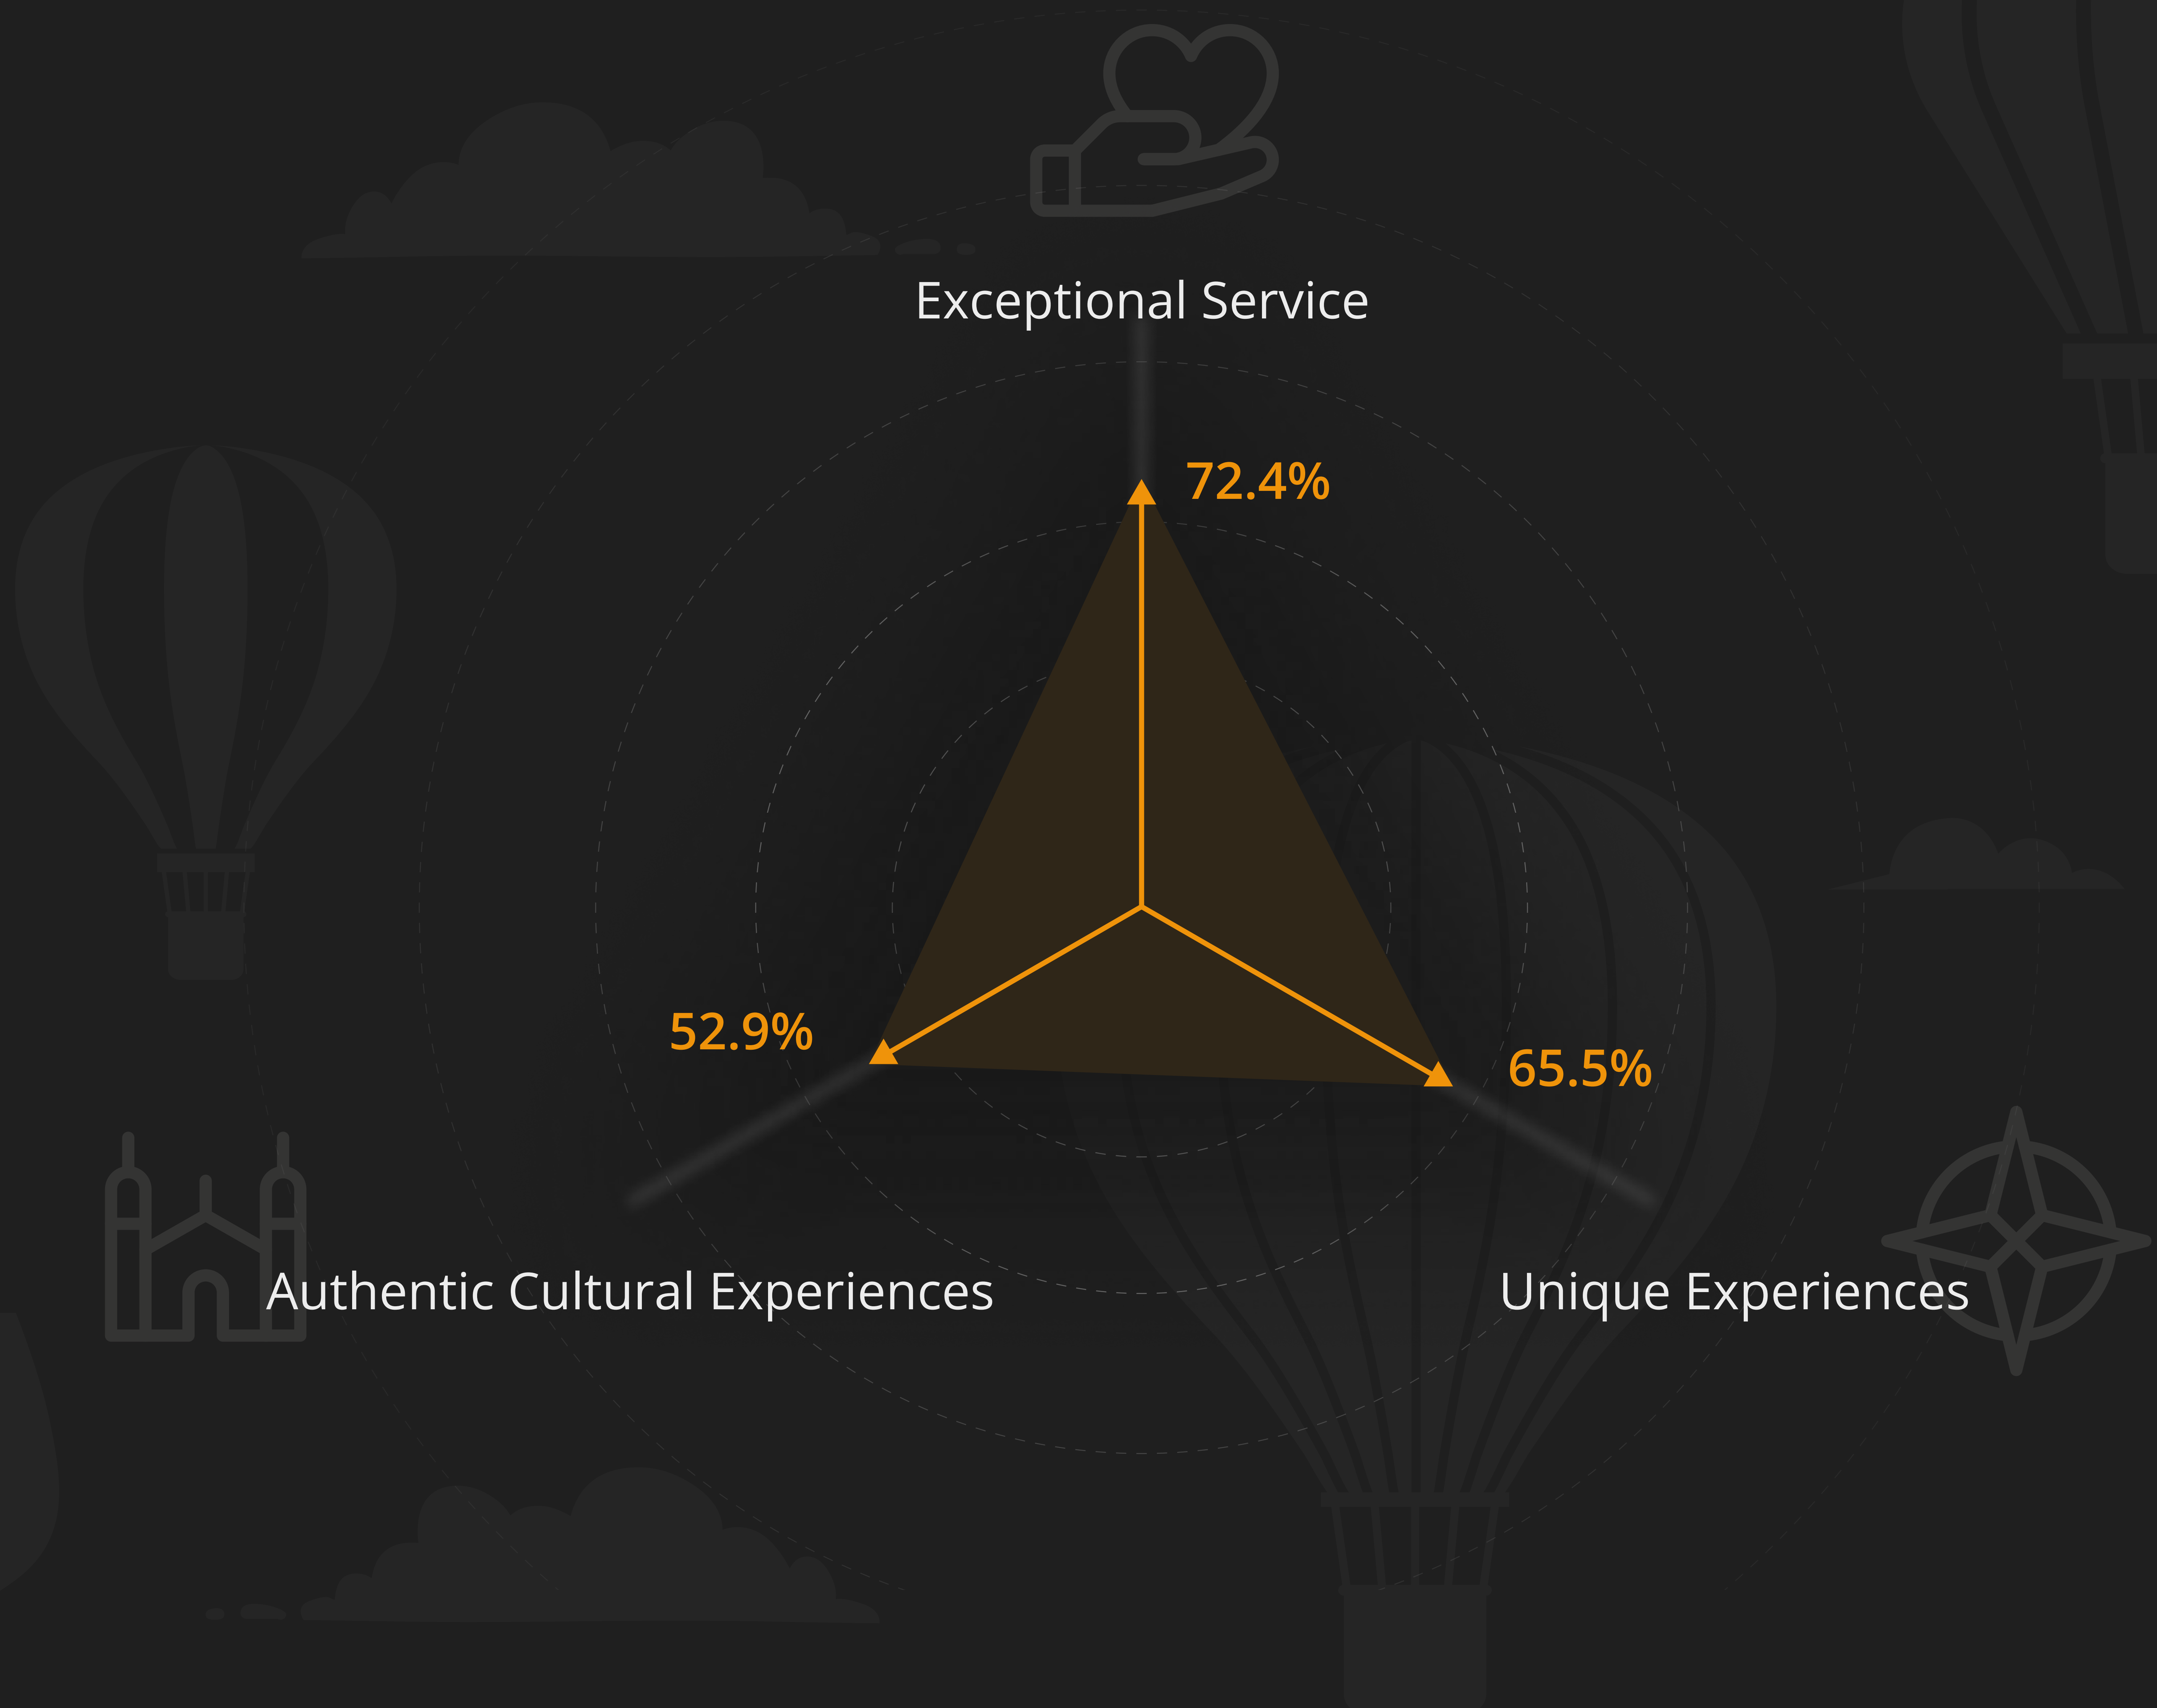 Exceptional Service
72.4%
52.9%
65.5%
Authentic Cultural Experiences
Unique Experiences